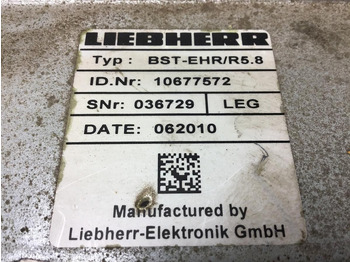 LIEBHERR
Typ : BST-EHR/R5.8
ID.Nr: 10677572
SNr: 036729 LEG
DATE: 062010
Manufactured by
Liebherr-Elektronik GmbH